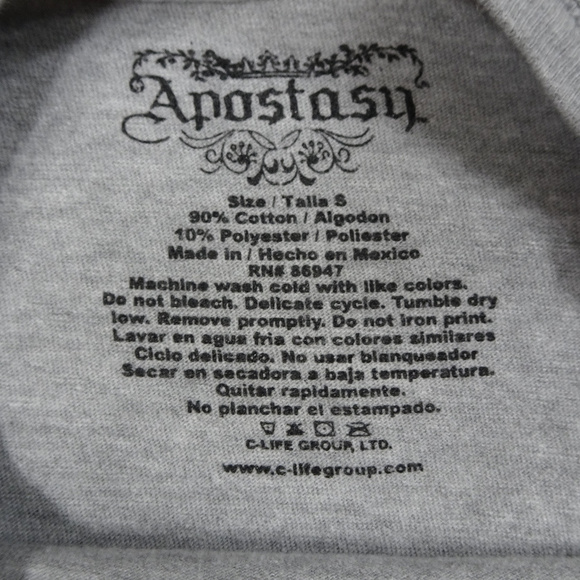 Apostasy
Size / Talla S
90% Cotton / Algodon
10% Polyester / Poliester
Made in / Hecho en Mexico
RN# 86947
Machine wash cold with like colors.
Do not bleach. Delicate cycle. Tumble dry
low. Remove promptly. Do not iron print.
Lavar en agua fria con colores similares
Ciclo delicado. No usar blanqueador
Secar en secadora a baja temperatura.
Quitar rapidamente.
No planchar el estampado.
C-LIFE GROUP, LTD.
www.c-lifegroup.com